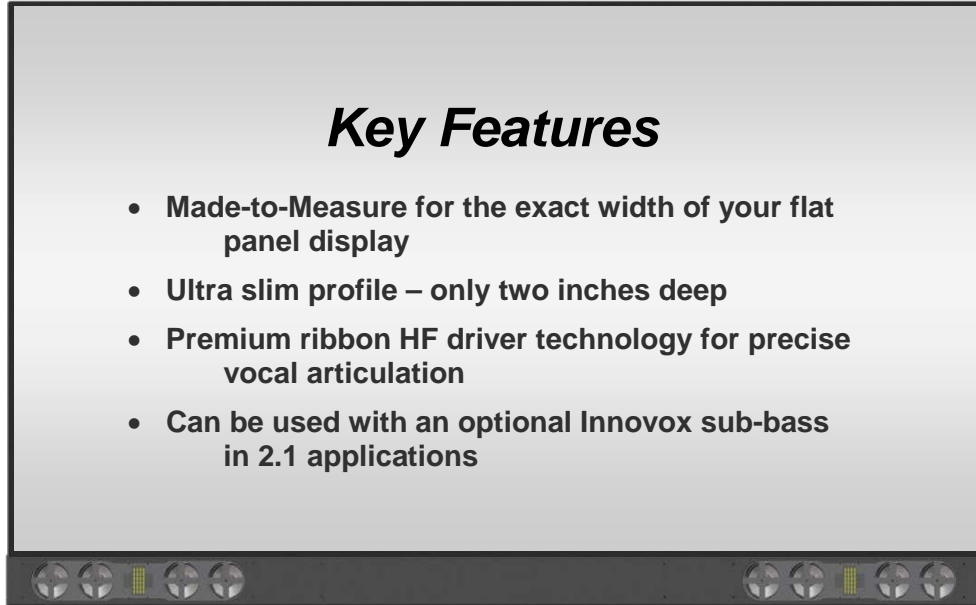 Key Features
• Made-to-Measure for the exact width of your flat
panel display
• Ultra slim profile – only two inches deep
• Premium ribbon HF driver technology for precise
vocal articulation
• Can be used with an optional Innovox sub-bass
in 2.1 applications